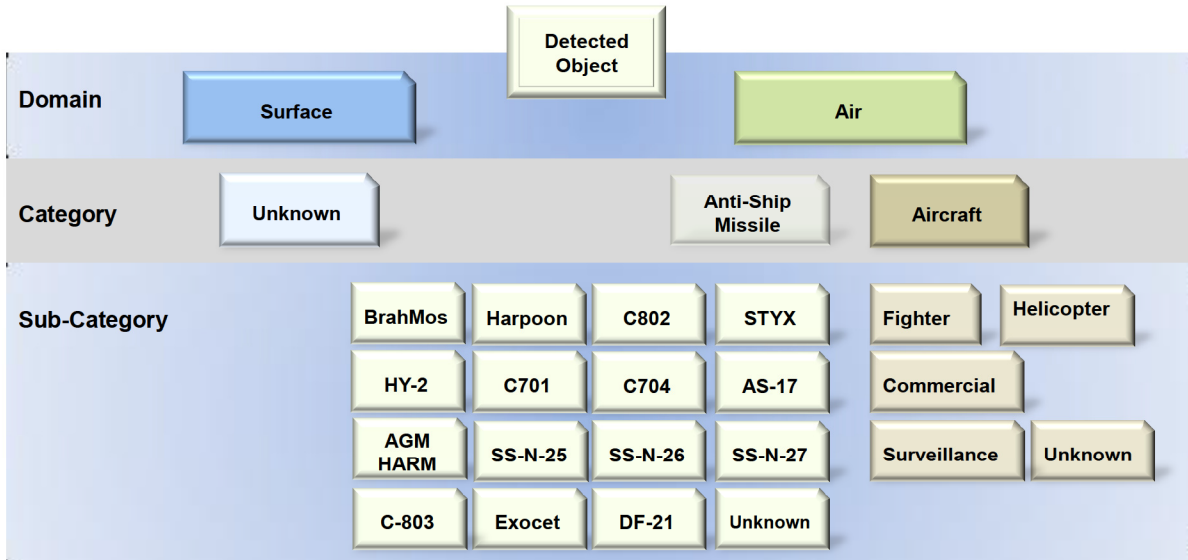 Detected
Object
Domain
Surface
Air
Category
Unknown
Anti-Ship
Missile
Aircraft
Sub-Category
BrahMos
Harpoon
C802
STYX
Fighter
Helicopter
HY-2
C701
C704
AS-17
Commercial
AGM
HARM
SS-N-25
SS-N-26
SS-N-27
Surveillance
Unknown
C-803
Exocet
DF-21
Unknown